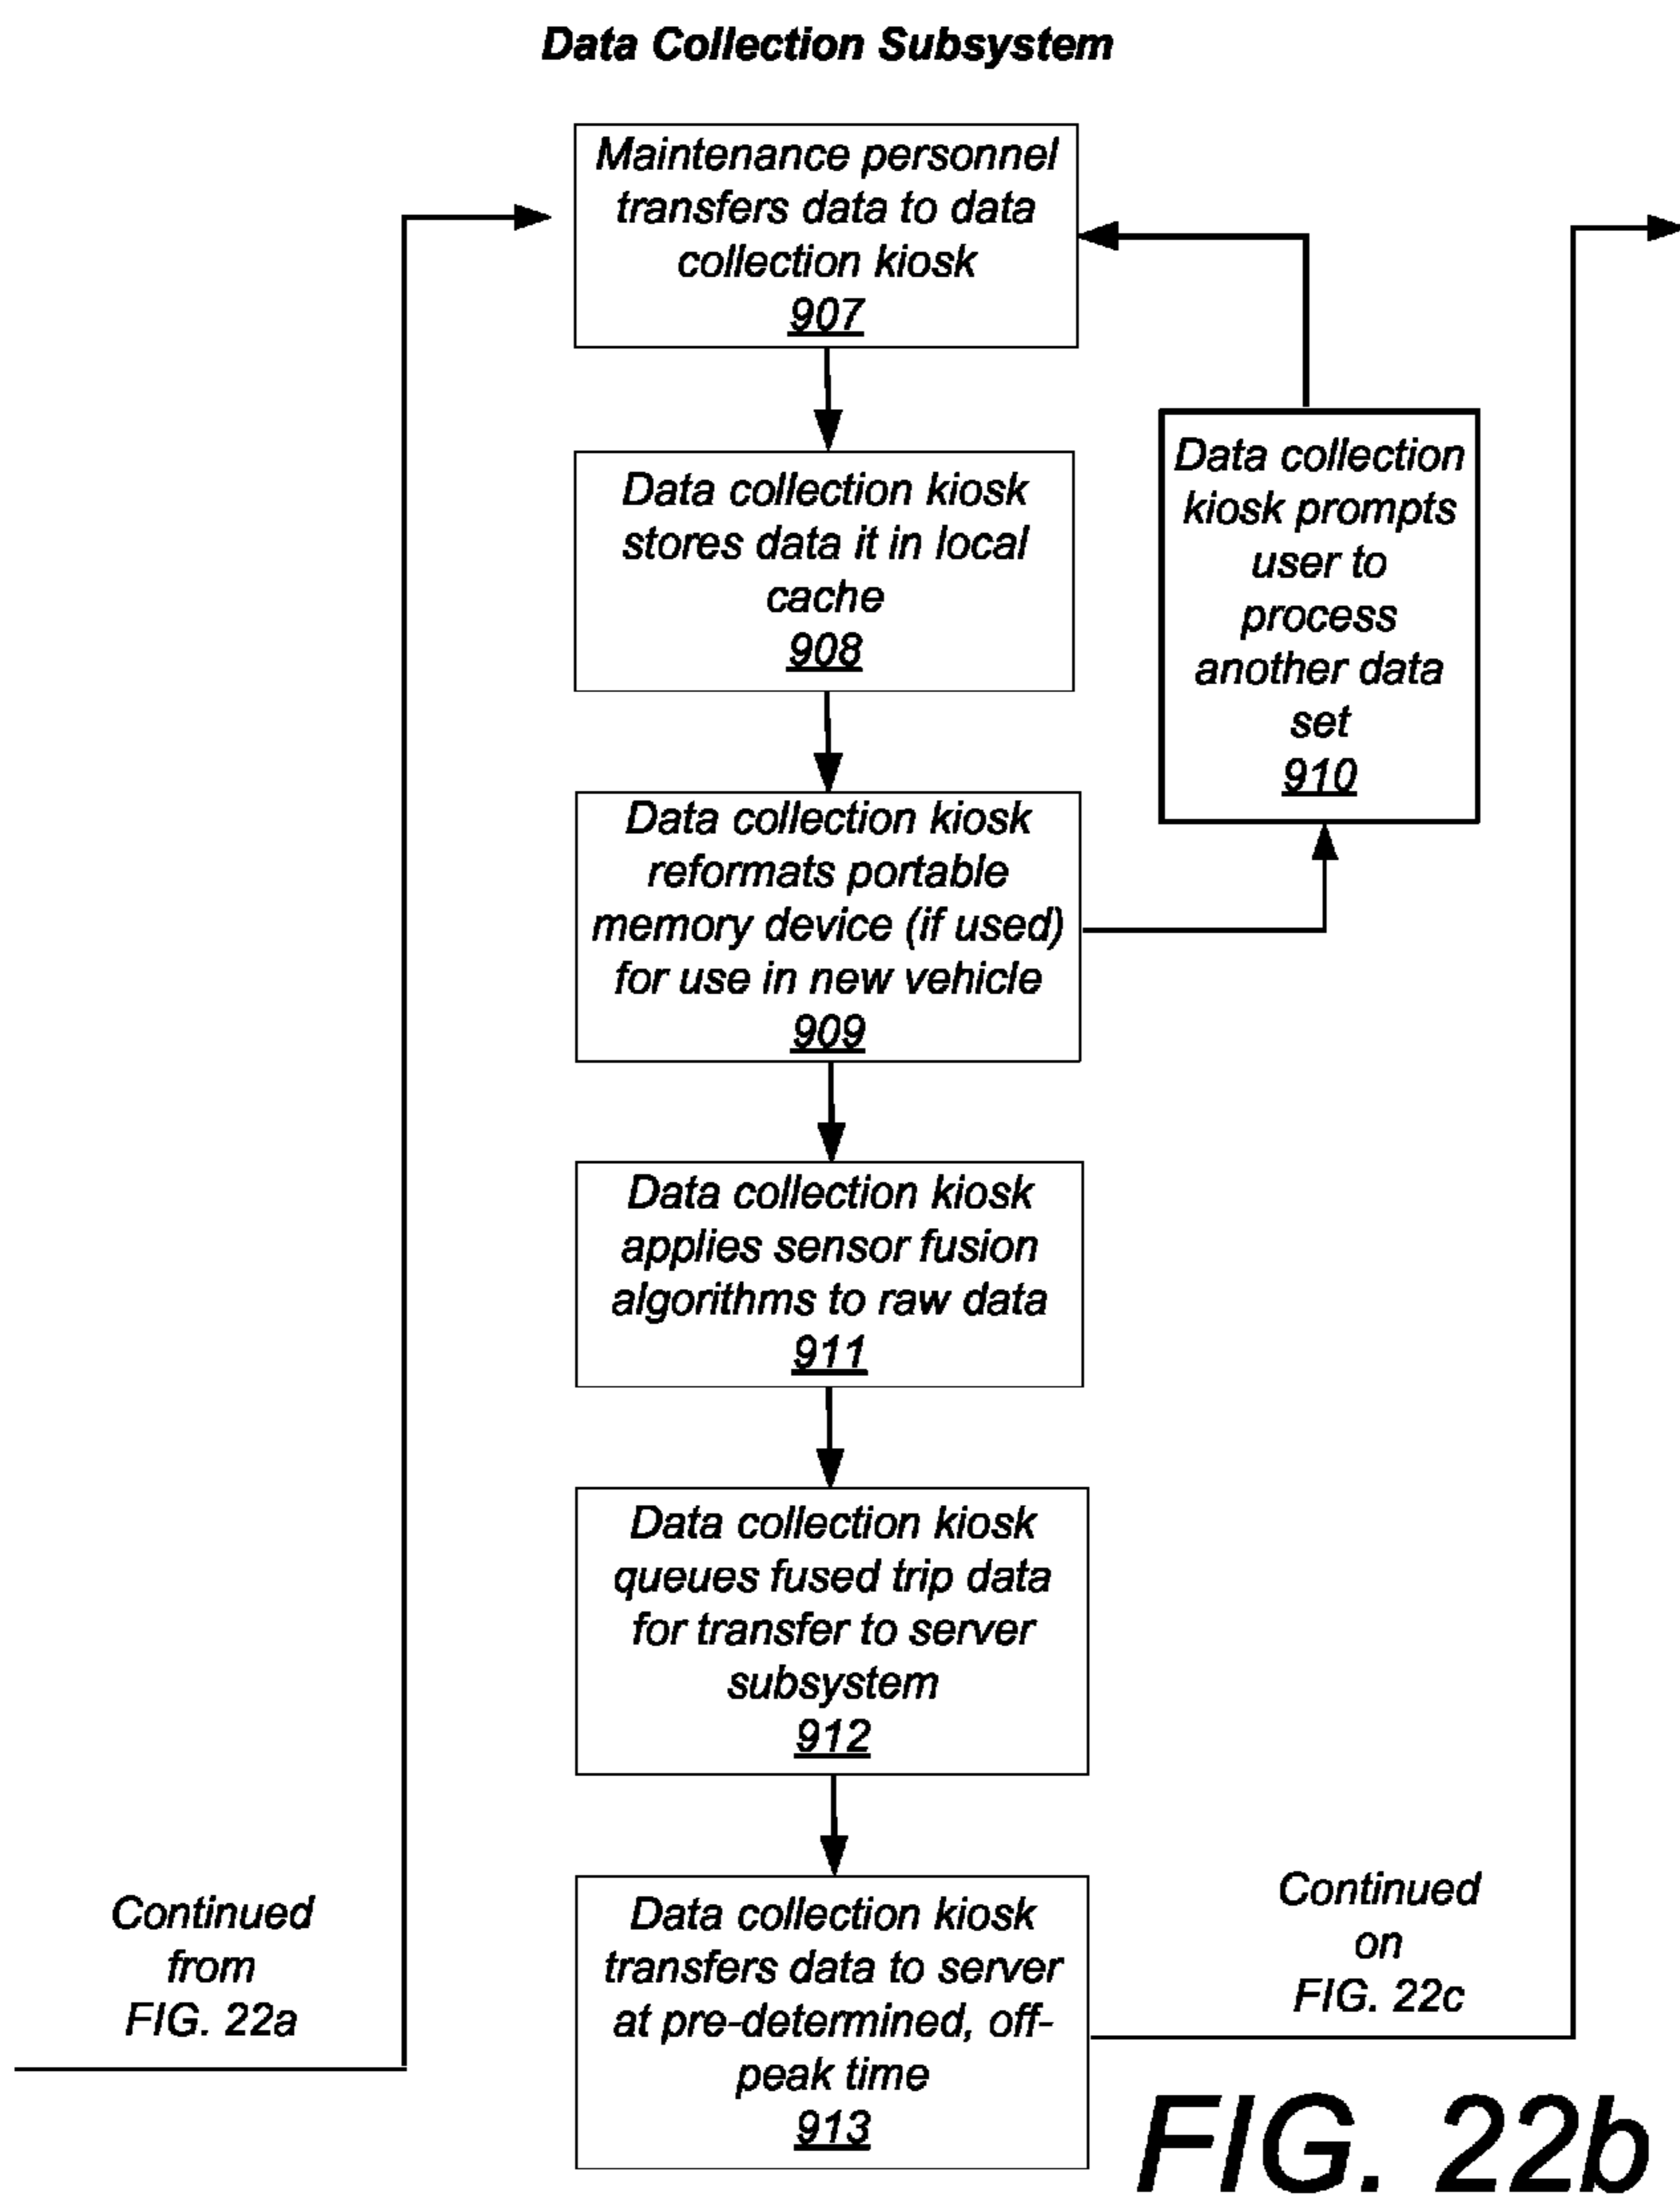 Data Collection Subsystem
Maintenance personnel
transfers data to data
collection kiosk
907
Data collection kiosk
stores data it in local
cache
908
Data collection
kiosk prompts
user to
process
another data
set
910
Data collection kiosk
reformats portable
memory device (if used)
for use in new vehicle
909
Data collection kiosk
applies sensor fusion
algorithms to raw data
911
Data collection kiosk
queues fused trip data
for transfer to server
subsystem
912
Data collection kiosk
transfers data to server
at pre-determined, off-
peak time
913
Continued
from
FIG. 22a
Continued
on
FIG. 22c
FIG. 22b